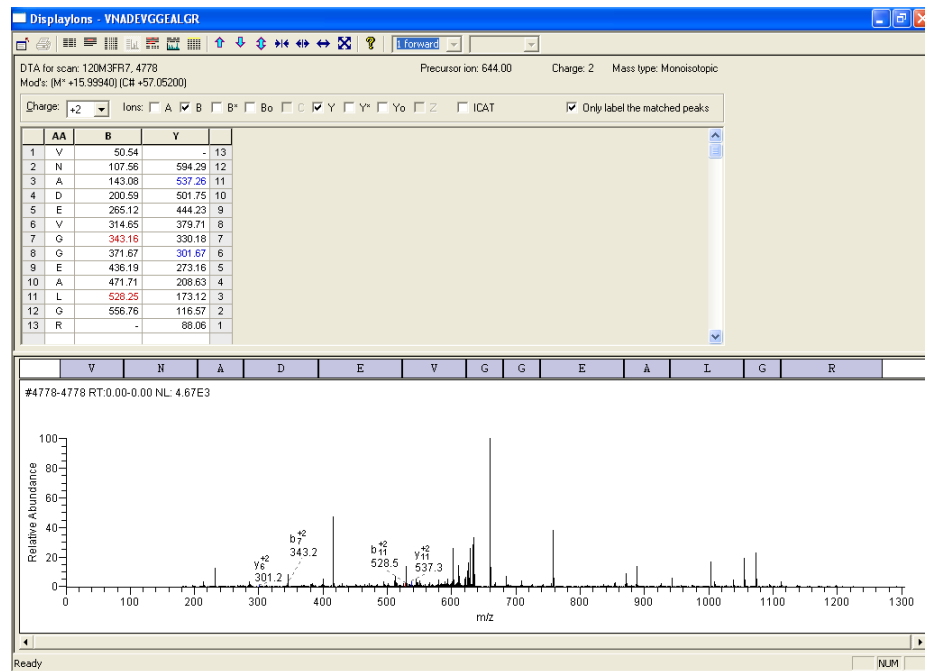 DisplayIons - VNADEVGGEALGR
1 forward
DTA for scan: 120M3FR7, 4778 Precursor ion: 644.00 Charge: 2 Mass type: Monoisotopic
Mod's: (M* +15.99940) (C# +57.05200)
Charge: +2 Ions: A B B* Bo C Y Y* Yo Z ICAT Only label the matched peaks
AA B Y
1 V 50.54 - 13
2 N 107.56 594.29 12
3 A 143.08 537.26 11
4 D 200.59 501.75 10
5 E 265.12 444.23 9
6 V 314.65 379.71 8
7 G 343.16 330.18 7
8 G 371.67 301.67 6
9 E 436.19 273.16 5
10 A 471.71 208.63 4
11 L 528.25 173.12 3
12 G 556.76 116.57 2
13 R - 88.06 1
V N A D E V G G E A L G R
#4778-4778 RT:0.00-0.00 NL: 4.67E3
100
80
60
40
20
0
Relative Abundance
y6+2
301.2
b7+2
343.2
b11+2
528.5
y11+2
537.3
0 100 200 300 400 500 600 700 800 900 1000 1100 1200 1300
m/z
Ready NUM